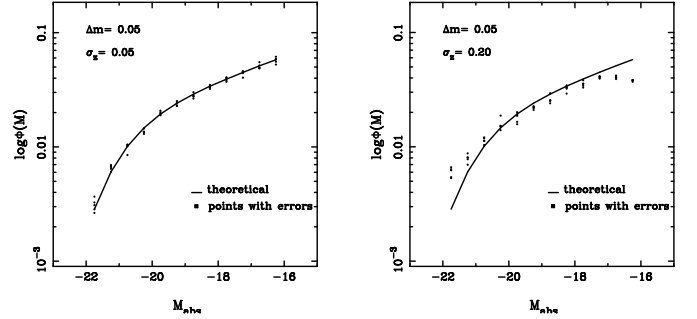 0.1
Δm= 0.05
σz= 0.05
logΦ(M)
0.01
theoretical
points with errors
10⁻³
−22 −20 −18 −16
Mabs
0.1
Δm= 0.05
σz= 0.20
logΦ(M)
0.01
theoretical
points with errors
10⁻³
−22 −20 −18 −16
Mabs